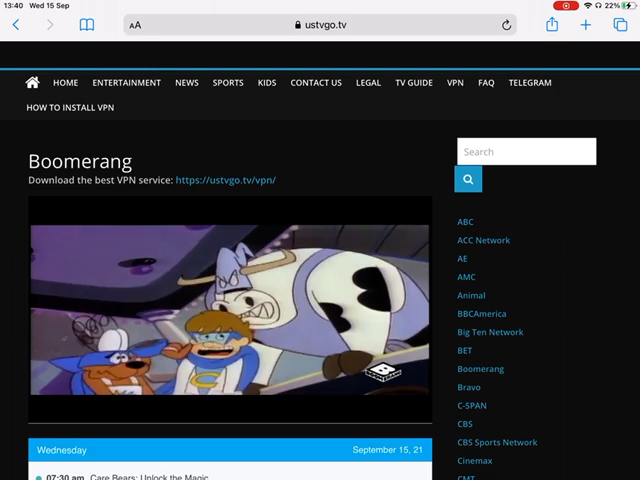 13:40 Wed 15 Sep
22%
AA
ustvgo.tv
HOME ENTERTAINMENT NEWS SPORTS KIDS CONTACT US LEGAL TV GUIDE VPN FAQ TELEGRAM
HOW TO INSTALL VPN
Boomerang
Download the best VPN service: https://ustvgo.tv/vpn/
C
BOOMERANG
Wednesday September 15, 21
07:30 am Care Bears: Unlock the Magic
Search
ABC
ACC Network
AE
AMC
Animal
BBCAmerica
Big Ten Network
BET
Boomerang
Bravo
C-SPAN
CBS
CBS Sports Network
Cinemax
CMT